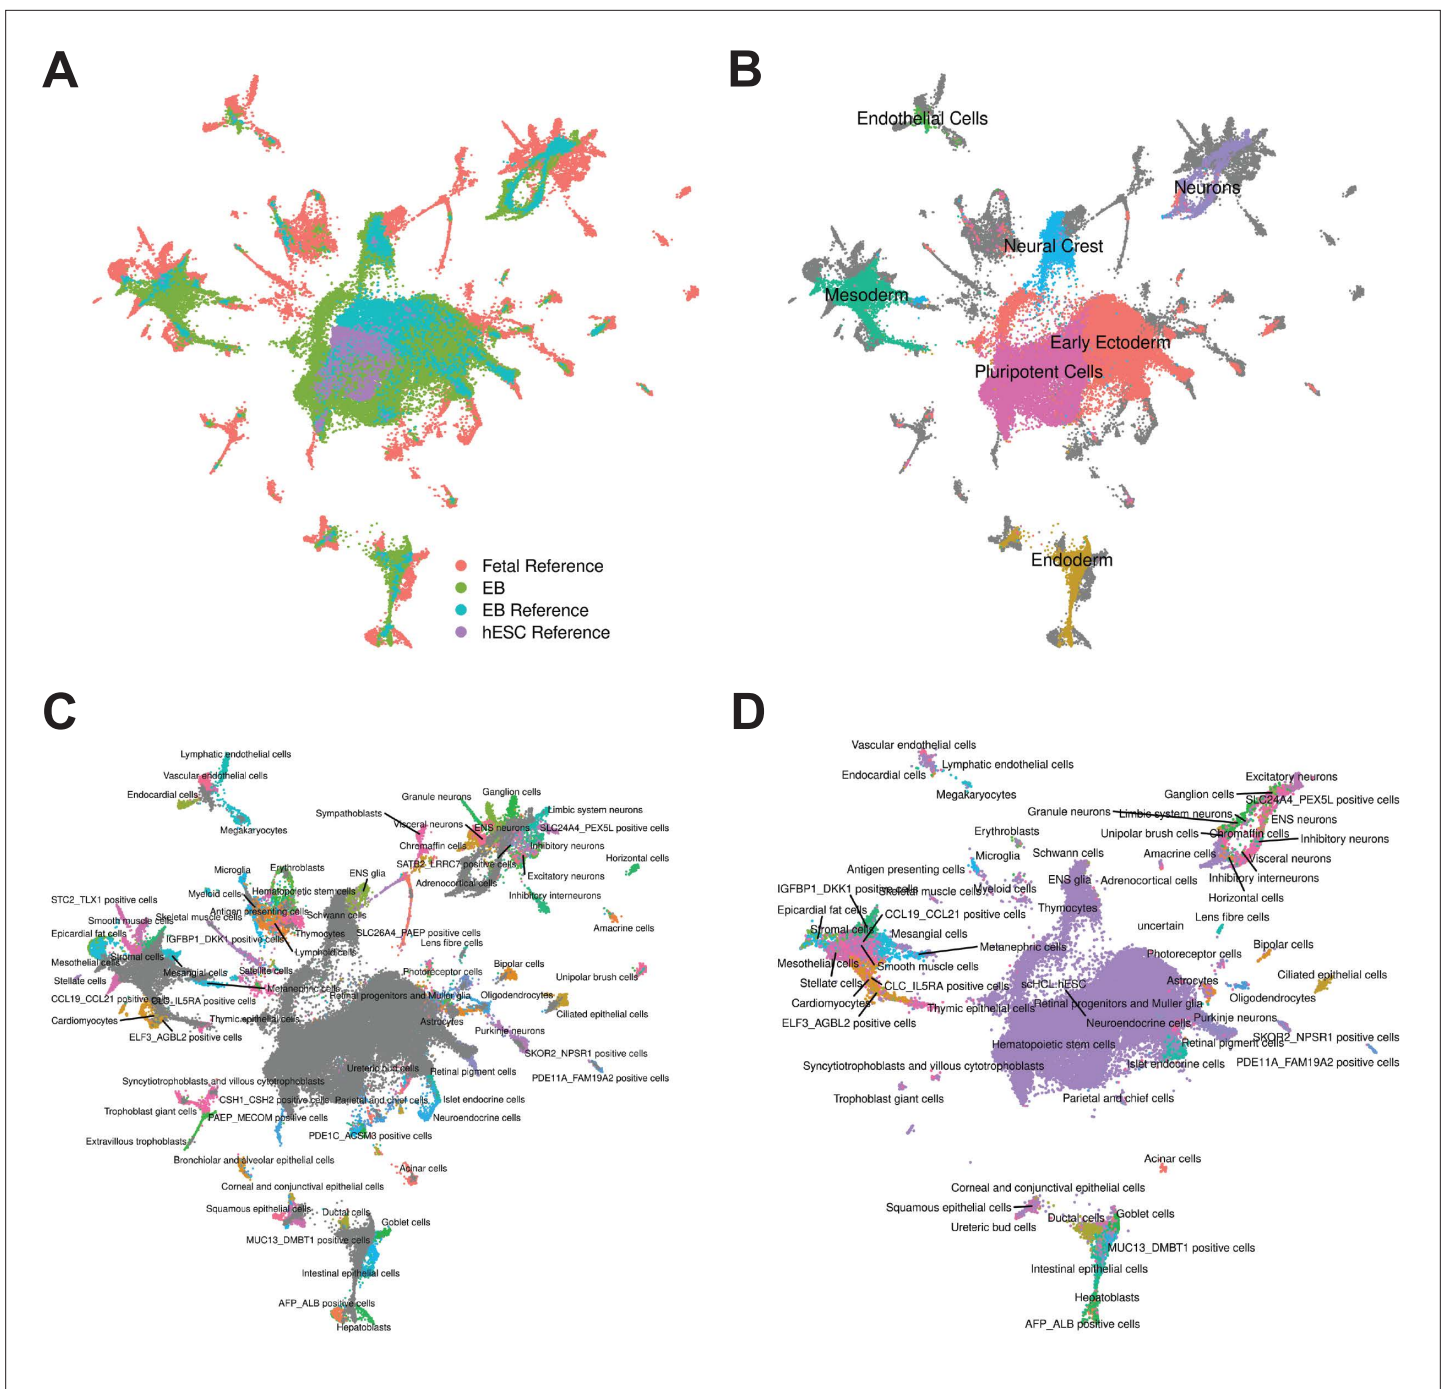 A
B
Endothelial Cells
Neurons
Neural Crest
Mesoderm
Early Ectoderm
Pluripotent Cells
Endoderm
Fetal Reference
EB
EB Reference
hESC Reference
C
Lymphatic endothelial cells
Vascular endothelial cells
Endocardial cells
Megakaryocytes
Granule neurons
Ganglion cells
Sympathoblasts
Visceral neurons
ENS neurons
Limbic system neurons
SLC24A4_PEX5L positive cells
Chromaffin cells
Inhibitory neurons
SATB2_LRRC7 positive cells
Horizontal cells
Microglia
Erythroblasts
ENS glia
Adrenocortical cells
Excitatory neurons
Myeloid cells
Hematopoietic stem cells
Inhibitory interneurons
STC2_TLX1 positive cells
Antigen presenting cells
Schwann cells
Smooth muscle cells
Skeletal muscle cells
Amacrine cells
Epicardial fat cells
IGFBP1_DKK1 positive cells
Thymocytes
SLC26A4_PAEP positive cells
Lymphoid cells
Lens fibre cells
Stromal cells
Mesothelial cells
Mesangial cells
Satellite cells
Photoreceptor cells
Bipolar cells
Unipolar brush cells
Stellate cells
Metanephric cells
CCL19_CCL21 positive cells
CLC_IL5RA positive cells
Retinal progenitors and Muller glia
Oligodendrocytes
Ciliated epithelial cells
Cardiomyocytes
Thymic epithelial cells
Astrocytes
Purkinje neurons
ELF3_AGBL2 positive cells
SKOR2_NPSR1 positive cells
Ureteric bud cells
Retinal pigment cells
PDE11A_FAM19A2 positive cells
Syncytiotrophoblasts and villous cytotrophoblasts
CSH1_CSH2 positive cells
Parietal and chief cells
Islet endocrine cells
Trophoblast giant cells
PAEP_MECOM positive cells
Neuroendocrine cells
PDE1C_ACSM3 positive cells
Extravillous trophoblasts
Bronchiolar and alveolar epithelial cells
Acinar cells
Corneal and conjunctival epithelial cells
Squamous epithelial cells
Ductal cells
Goblet cells
MUC13_DMBT1 positive cells
Intestinal epithelial cells
AFP_ALB positive cells
Hepatoblasts
D
Vascular endothelial cells
Lymphatic endothelial cells
Endocardial cells
Megakaryocytes
Excitatory neurons
Ganglion cells
SLC24A4_PEX5L positive cells
Granule neurons
Limbic system neurons
ENS neurons
Erythroblasts
Unipolar brush cells
Chromaffin cells
Inhibitory neurons
Microglia
Schwann cells
Amacrine cells
Visceral neurons
Antigen presenting cells
ENS glia
Adrenocortical cells
Inhibitory interneurons
IGFBP1_DKK1 positive cells
Skeletal muscle cells
Myeloid cells
Horizontal cells
Epicardial fat cells
CCL19_CCL21 positive cells
Thymocytes
Lens fibre cells
Stromal cells
Mesangial cells
uncertain
Metanephric cells
Bipolar cells
Mesothelial cells
Smooth muscle cells
Photoreceptor cells
Ciliated epithelial cells
Stellate cells
CLC_IL5RA positive cells
scHCL-hESC
Astrocytes
Oligodendrocytes
Cardiomyocytes
Thymic epithelial cells
Retinal progenitors and Muller glia
ELF3_AGBL2 positive cells
Neuroendocrine cells
Purkinje neurons
Hematopoietic stem cells
Retinal pigment cells
SKOR2_NPSR1 positive cells
Syncytiotrophoblasts and villous cytotrophoblasts
Islet endocrine cells
PDE11A_FAM19A2 positive cells
Trophoblast giant cells
Parietal and chief cells
Acinar cells
Corneal and conjunctival epithelial cells
Squamous epithelial cells
Ductal cells
Goblet cells
Ureteric bud cells
MUC13_DMBT1 positive cells
Intestinal epithelial cells
Hepatoblasts
AFP_ALB positive cells